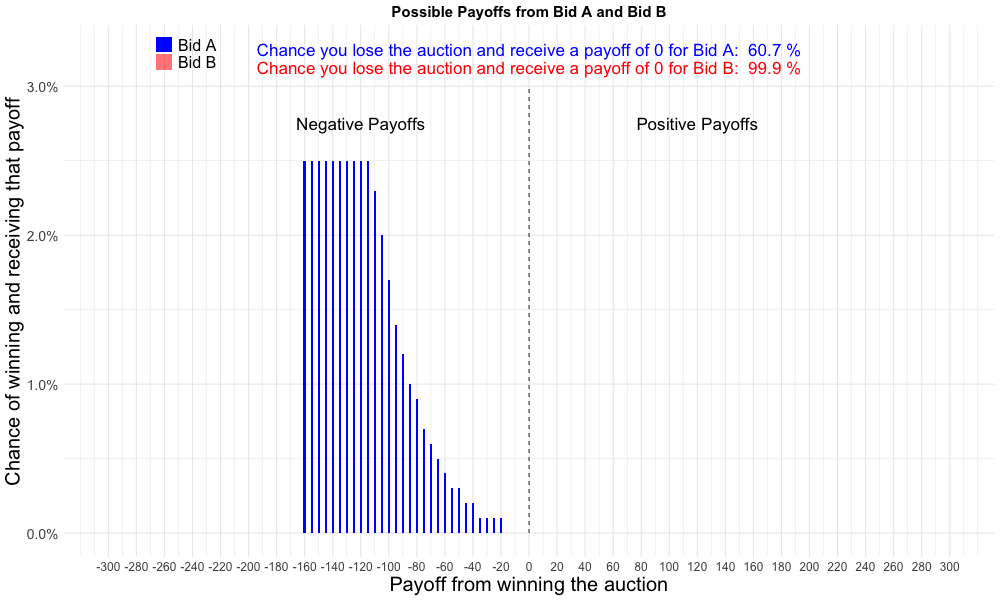 Possible Payoffs from Bid A and Bid B
Bid A
Bid B
Chance you lose the auction and receive a payoff of 0 for Bid A: 60.7 %
Chance you lose the auction and receive a payoff of 0 for Bid B: 99.9 %
Negative Payoffs
Positive Payoffs
Chance of winning and receiving that payoff
3.0%
2.0%
1.0%
0.0%
-300 -280 -260 -240 -220 -200 -180 -160 -140 -120 -100 -80 -60 -40 -20 0 20 40 60 80 100 120 140 160 180 200 220 240 260 280 300
Payoff from winning the auction